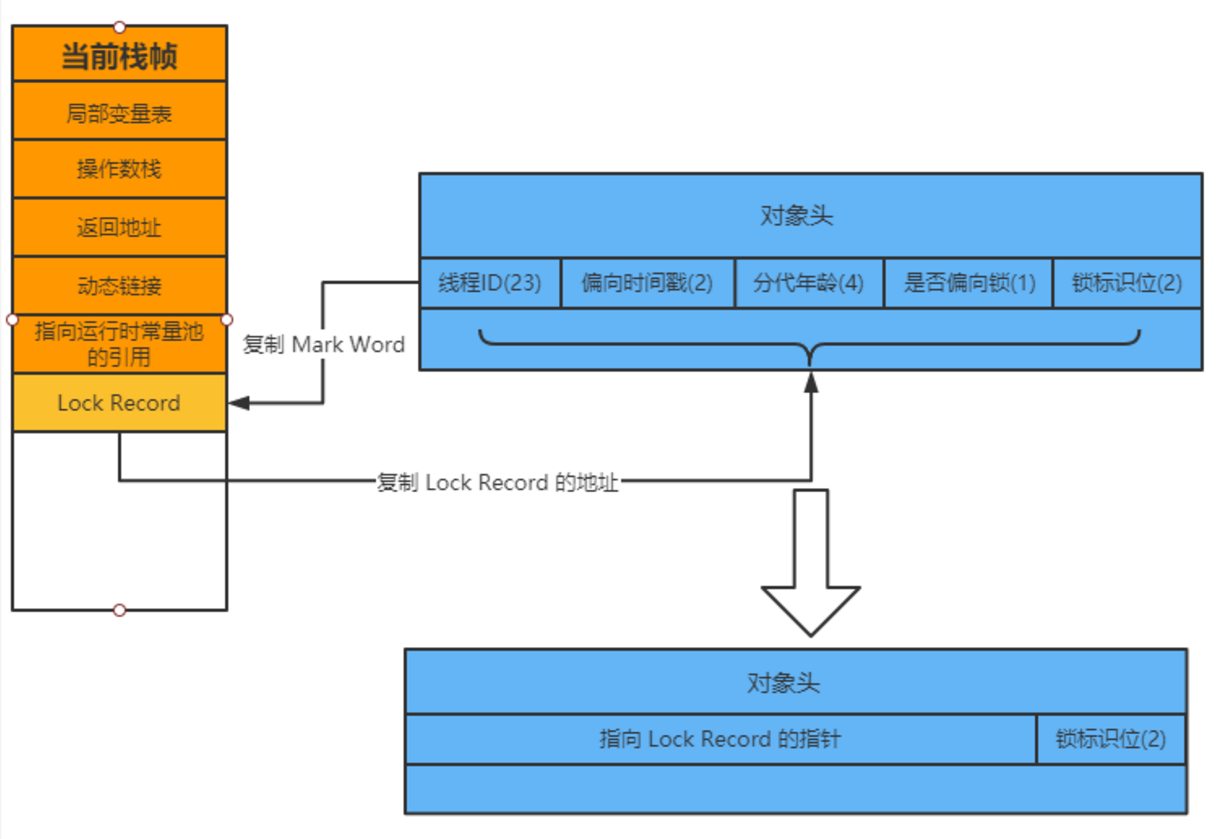 当前栈帧
局部变量表
操作数栈
返回地址
动态链接
指向运行时常量池
的引用
Lock Record
复制 Mark Word
对象头
线程ID(23)
偏向时间戳(2)
分代年龄(4)
是否偏向锁(1)
锁标识位(2)
复制 Lock Record 的地址
对象头
指向 Lock Record 的指针
锁标识位(2)